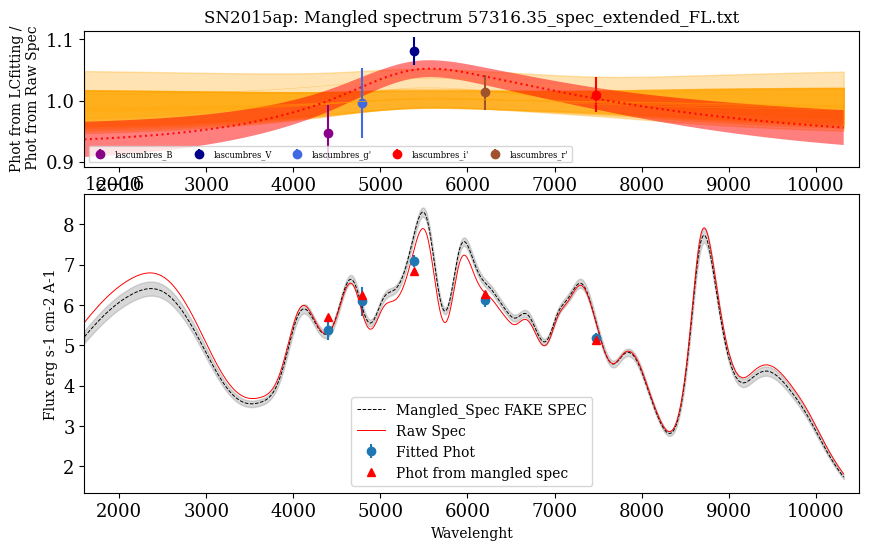 SN2015ap: Mangled spectrum 57316.35_spec_extended_FL.txt
Phot from LCfitting /
Phot from Raw Spec
1.1
1.0
0.9
lascumbres_B lascumbres_V lascumbres_g' lascumbres_i' lascumbres_r'
2000 3000 4000 5000 6000 7000 8000 9000 10000
1e−16
Flux erg s-1 cm-2 A-1
8
7
6
5
4
3
2
Mangled_Spec FAKE SPEC
Raw Spec
Fitted Phot
Phot from mangled spec
2000 3000 4000 5000 6000 7000 8000 9000 10000
Wavelenght